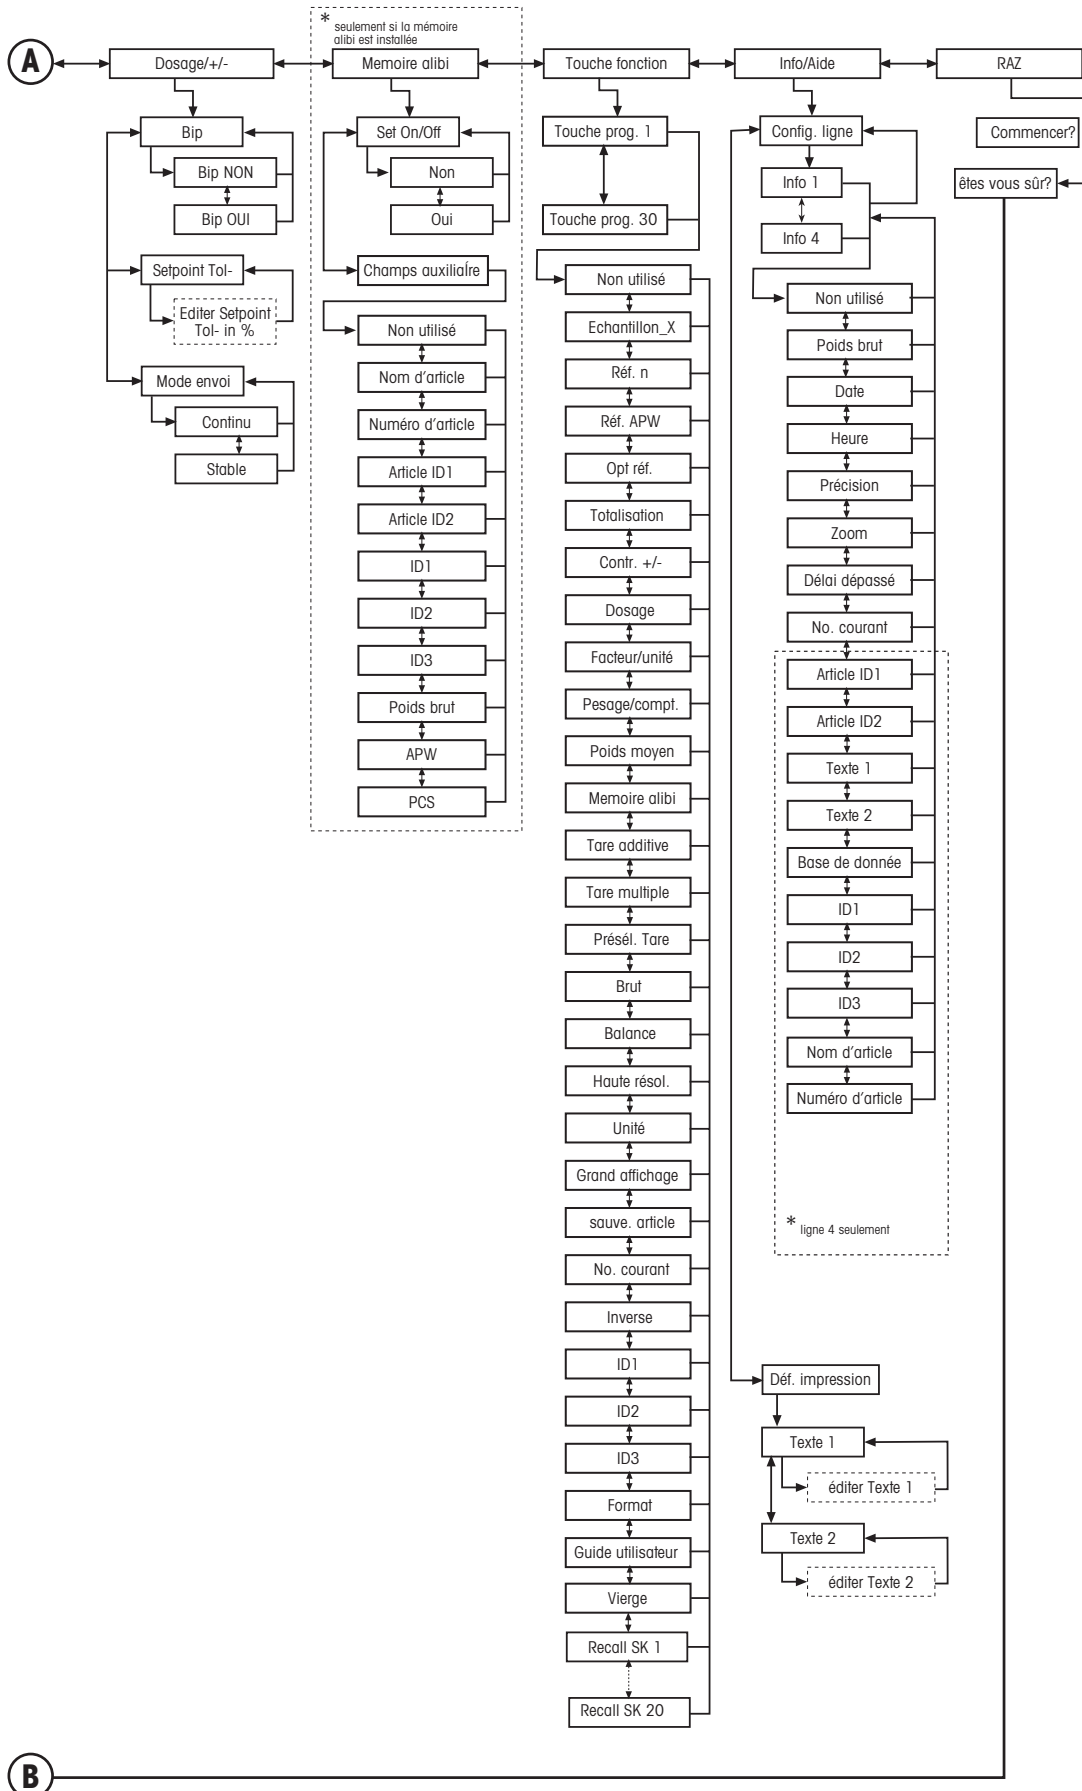 * seulement si la mémoire
alibi est installée
A
Dosage/+/-
Memoire alibi
Touche fonction
Info/Aide
RAZ
Bip
Bip NON
Bip OUI
Setpoint Tol-
Editer Setpoint
Tol- in %
Mode envoi
Continu
Stable
Set On/Off
Non
Oui
Champs auxiliaÍre
Non utilisé
Nom d'article
Numéro d'article
Article ID1
Article ID2
ID1
ID2
ID3
Poids brut
APW
PCS
Touche prog. 1
Touche prog. 30
Non utilisé
Echantillon_X
Réf. n
Réf. APW
Opt réf.
Totalisation
Contr. +/-
Dosage
Facteur/unité
Pesage/compt.
Poids moyen
Memoire alibi
Tare additive
Tare multiple
Présél. Tare
Brut
Balance
Haute résol.
Unité
Grand affichage
sauve. article
No. courant
Inverse
ID1
ID2
ID3
Format
Guide utilisateur
Vierge
Recall SK 1
Recall SK 20
Config. ligne
Info 1
Info 4
Non utilisé
Poids brut
Date
Heure
Précision
Zoom
Délai dépassé
No. courant
Article ID1
Article ID2
Texte 1
Texte 2
Base de donnée
ID1
ID2
ID3
Nom d'article
Numéro d'article
* ligne 4 seulement
Déf. impression
Texte 1
éditer Texte 1
Texte 2
éditer Texte 2
Commencer?
êtes vous sûr?
B